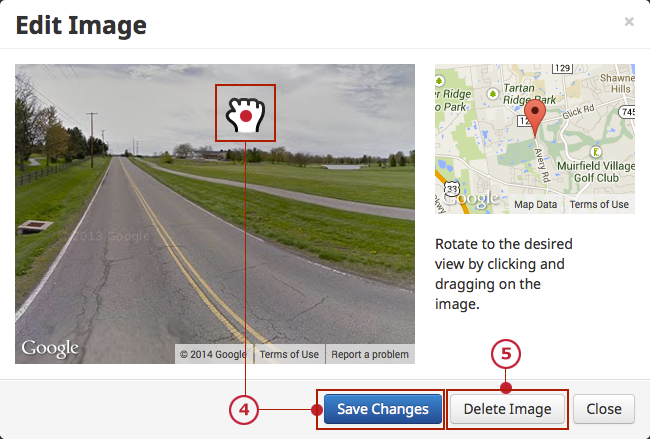 Edit Image
×
129
Shawnee
Hills
Tartan
Ridge Park
er Ridge
o Park
Glick Rd
745
Avery Rd
Muirfield Village
Golf Club
33
Google
Map Data
Terms of Use
© 2013 Google
Rotate to the desired
view by clicking and
dragging on the
image.
Google
© 2014 Google
Terms of Use
Report a problem
5
4
Save Changes
Delete Image
Close